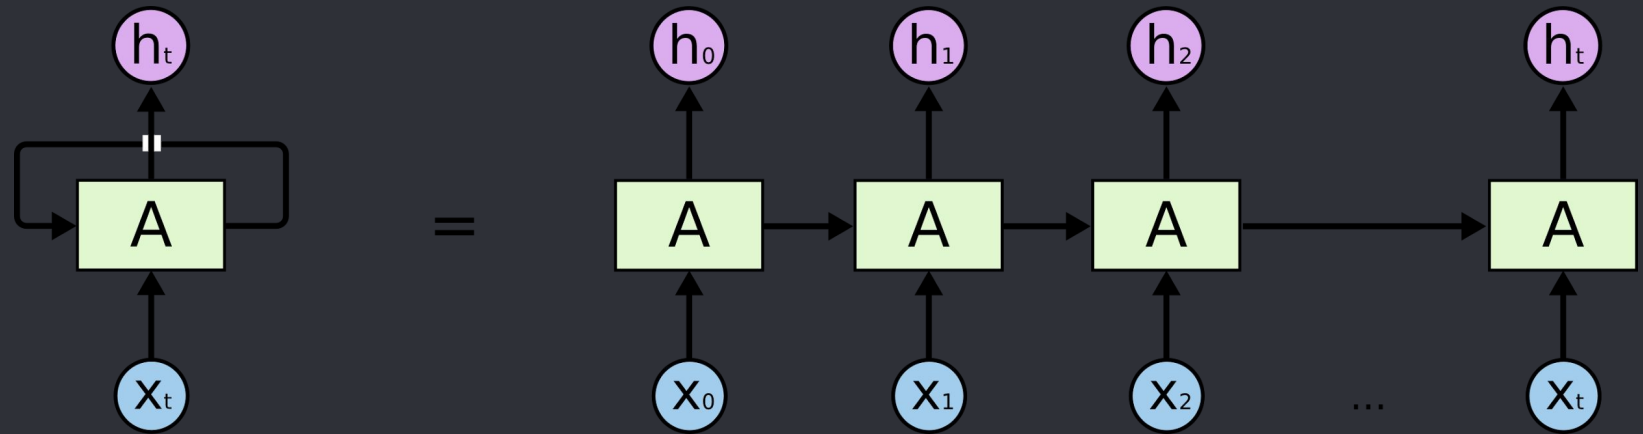 ht h0 h1 h2 ht
A = A A A A
xt x0 x1 x2 ... xt